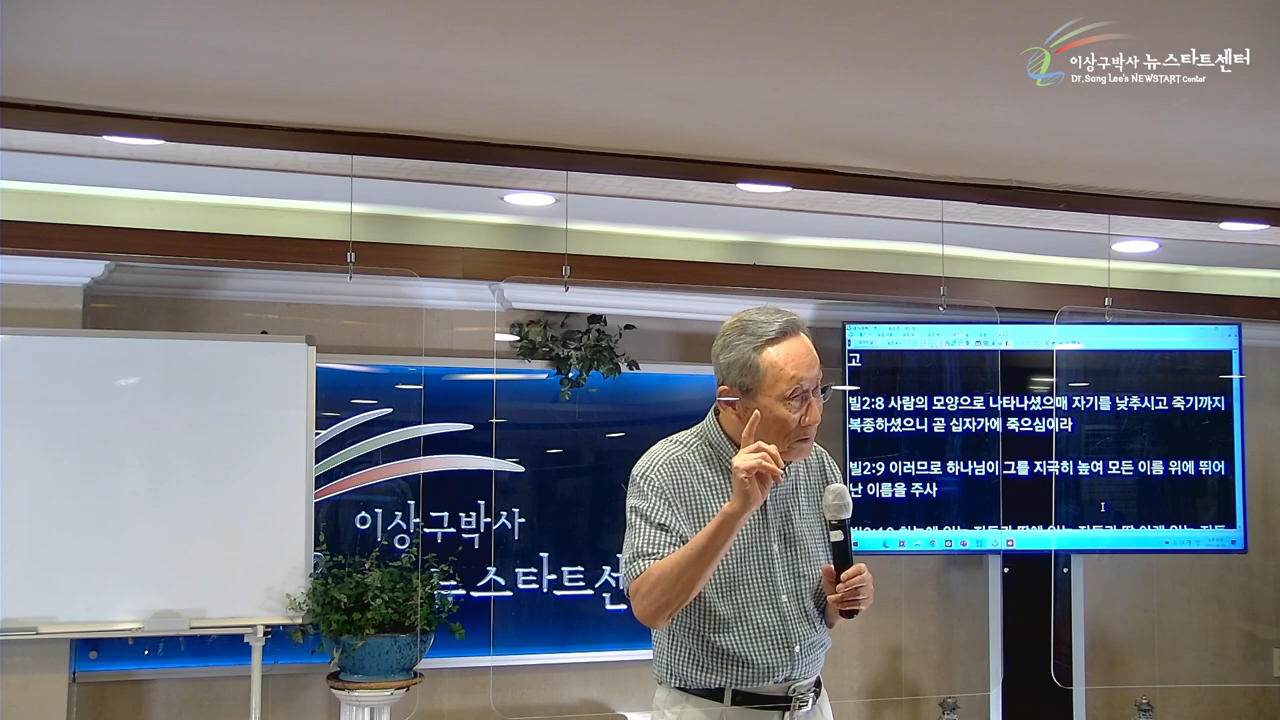 이상구박사 뉴스타트센터
Dr. Sang Lee's NEWSTART Center
고
빌2:8 사람의 모양으로 나타나셨으매 자기를 낮추시고 죽기까지
복종하셨으니 곧 십자가에 죽으심이라
빌2:9 이러므로 하나님이 그를 지극히 높여 모든 이름 위에 뛰어
난 이름을 주사
이상구박사
뉴스타트센